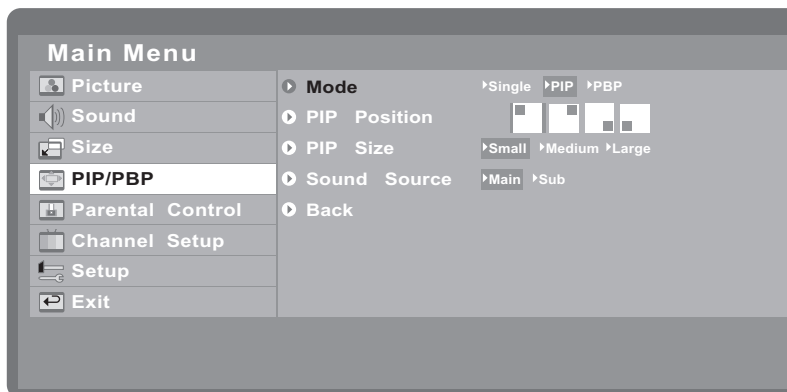 Main Menu
Picture
Sound
Size
PIP/PBP
Parental Control
Channel Setup
Setup
Exit
Mode Single PIP PBP
PIP Position
PIP Size Small Medium Large
Sound Source Main Sub
Back